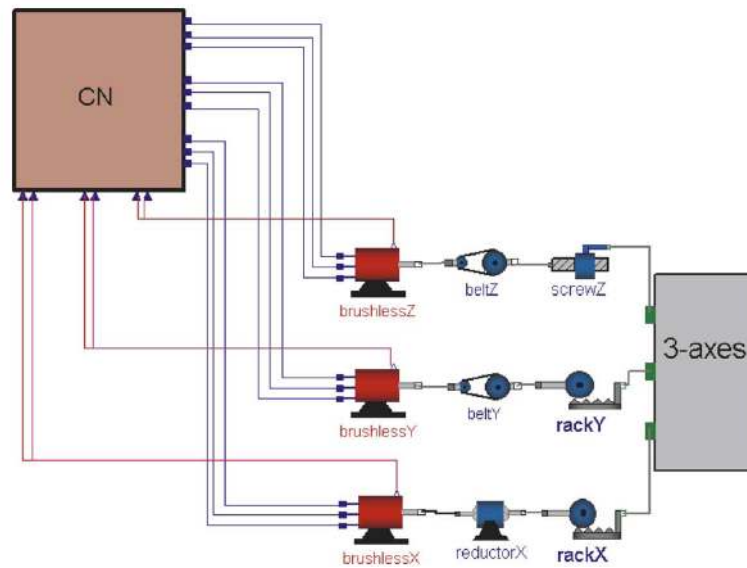 CN
brushlessZ
beltZ
screwZ
3-axes
brushlessY
beltY
rackY
brushlessX
reductorX
rackX